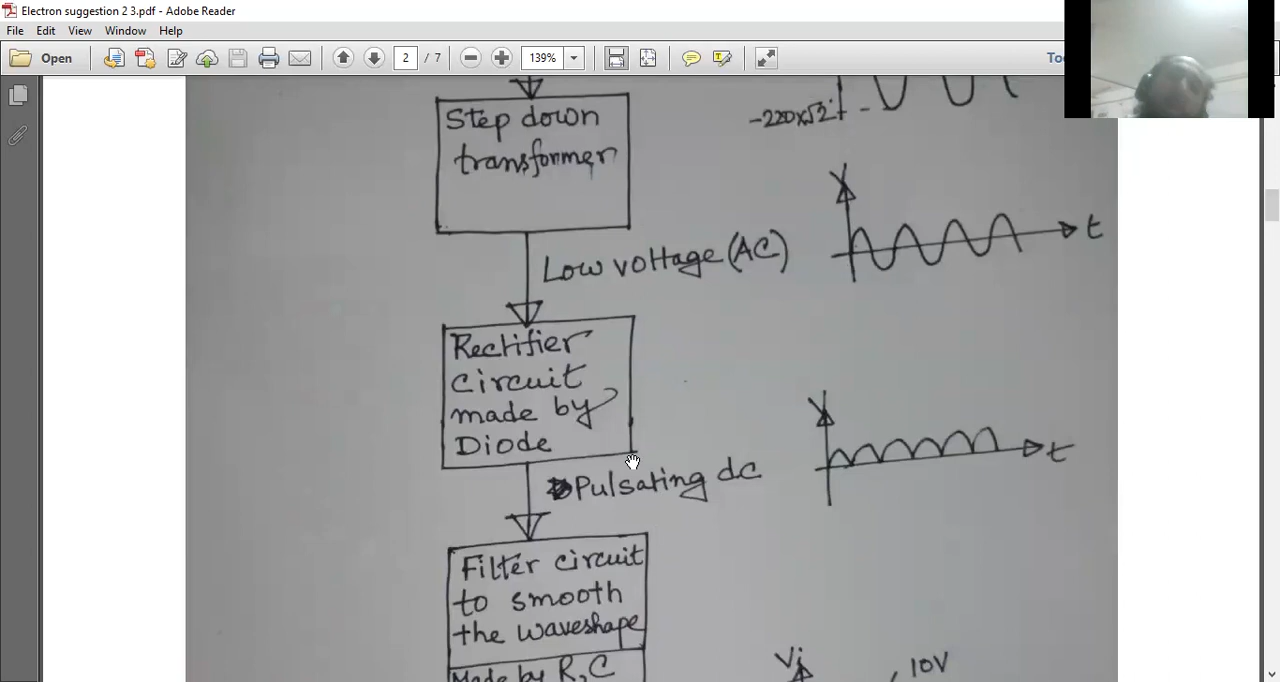 Electron suggestion 2 3.pdf - Adobe Reader
File Edit View Window Help
Open
2 / 7
139%
Step down
transformer
-220x√2
V
t
Low voltage (AC)
Rectifier
circuit
made by
Diode
V
t
Pulsating dc
Filter circuit
to smooth
the waveshape
Made by R, C
Vi
10V